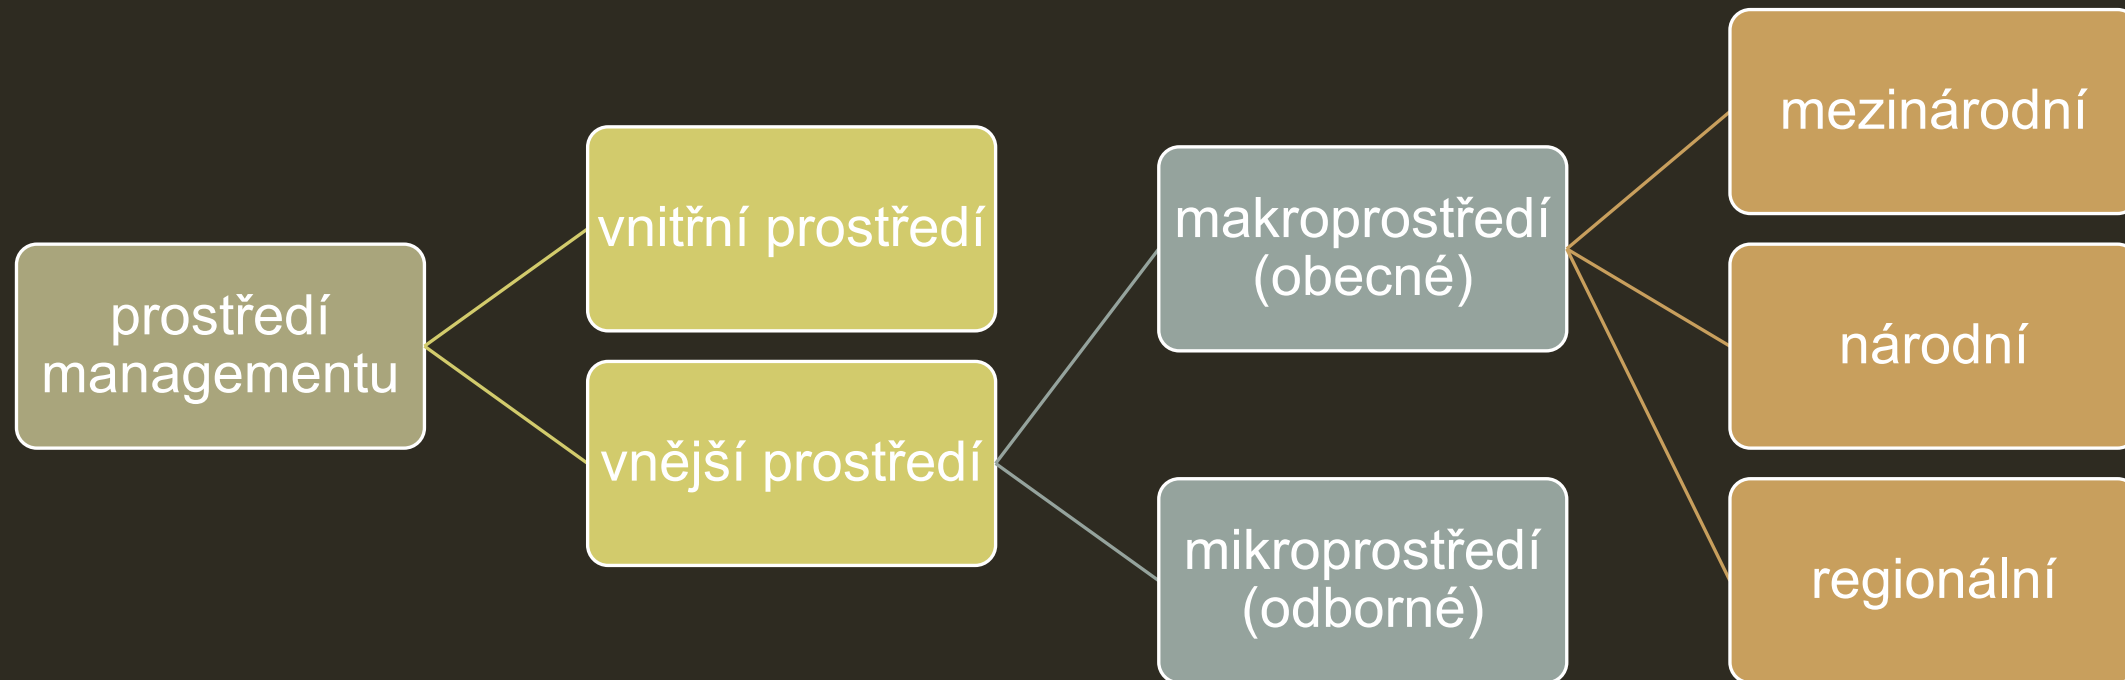 prostředí
managementu
vnitřní prostředí
vnější prostředí
makroprostředí
(obecné)
mikroprostředí
(odborné)
mezinárodní
národní
regionální